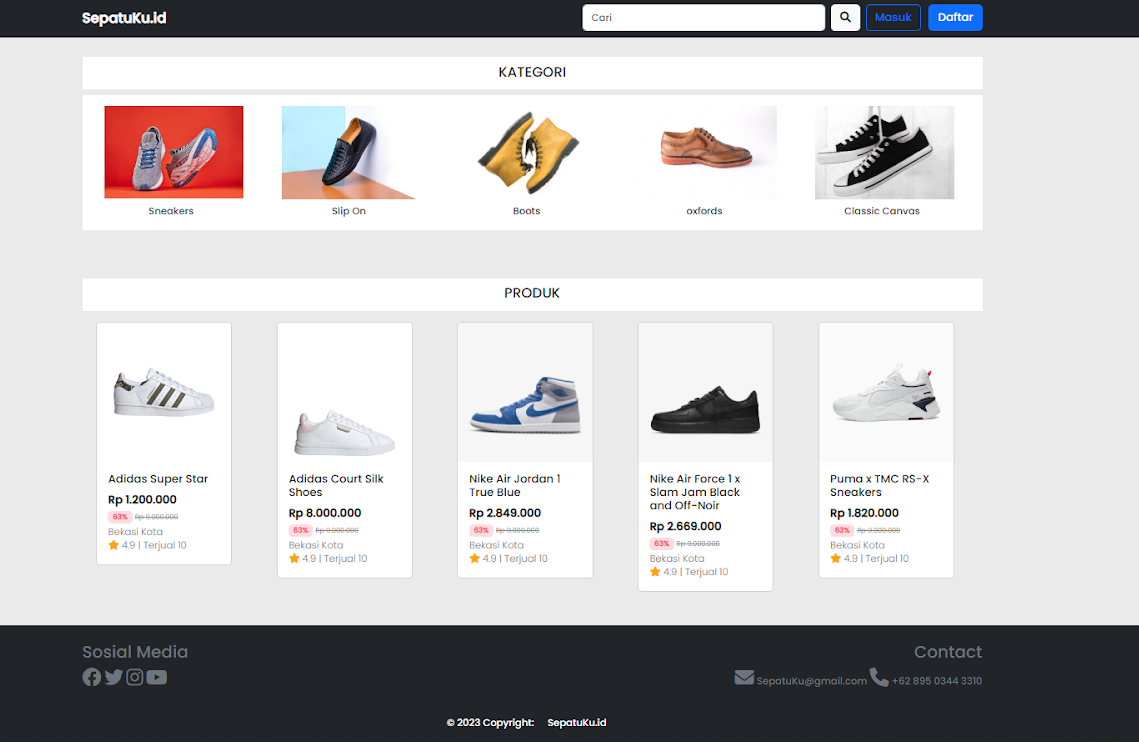 SepatuKu.id
Cari
Masuk
Daftar
KATEGORI
Sneakers
Slip On
Boots
oxfords
Classic Canvas
PRODUK
Adidas Super Star
Rp 1.200.000
63% Rp 9.000.000
Bekasi Kota
4.9 | Terjual 10
Adidas Court Silk
Shoes
Rp 8.000.000
63% Rp 9.000.000
Bekasi Kota
4.9 | Terjual 10
Nike Air Jordan 1
True Blue
Rp 2.849.000
63% Rp 9.000.000
Bekasi Kota
4.9 | Terjual 10
Nike Air Force 1 x
Slam Jam Black
and Off-Noir
Rp 2.669.000
63% Rp 9.000.000
Bekasi Kota
4.9 | Terjual 10
Puma x TMC RS-X
Sneakers
Rp 1.820.000
63% Rp 9.000.000
Bekasi Kota
4.9 | Terjual 10
Sosial Media
Contact
SepatuKu@gmail.com +62 895 0344 3310
© 2023 Copyright: SepatuKu.id